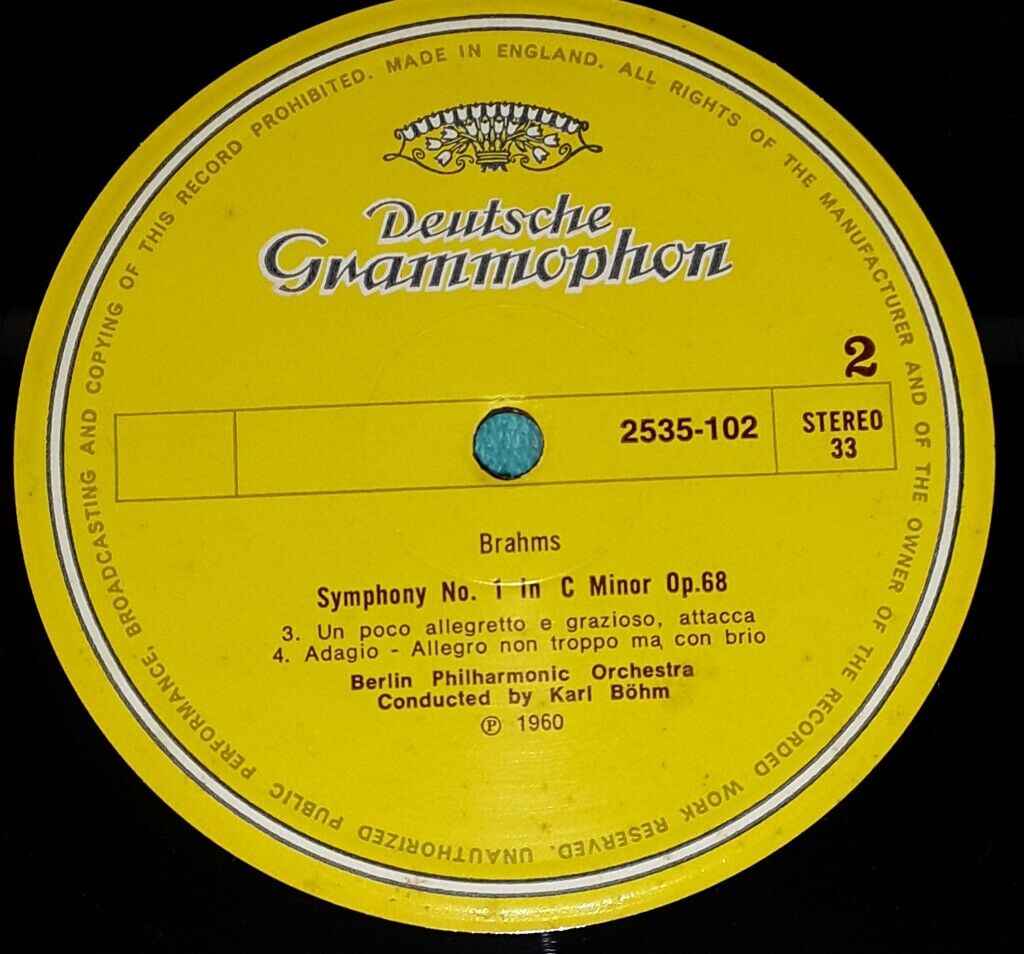 MADE IN ENGLAND. ALL RIGHTS OF THE MANUFACTURER AND OF THE OWNER OF THE RECORDED WORK RESERVED. UNAUTHORIZED PUBLIC PERFORMANCE, BROADCASTING AND COPYING OF THIS RECORD PROHIBITED.
Deutsche
Grammophon
2
2535-102
STEREO
33
Brahms
Symphony No. 1 in C Minor Op.68
3. Un poco allegretto e grazioso, attacca
4. Adagio - Allegro non troppo ma con brio
Berlin Philharmonic Orchestra
Conducted by Karl Böhm
℗ 1960